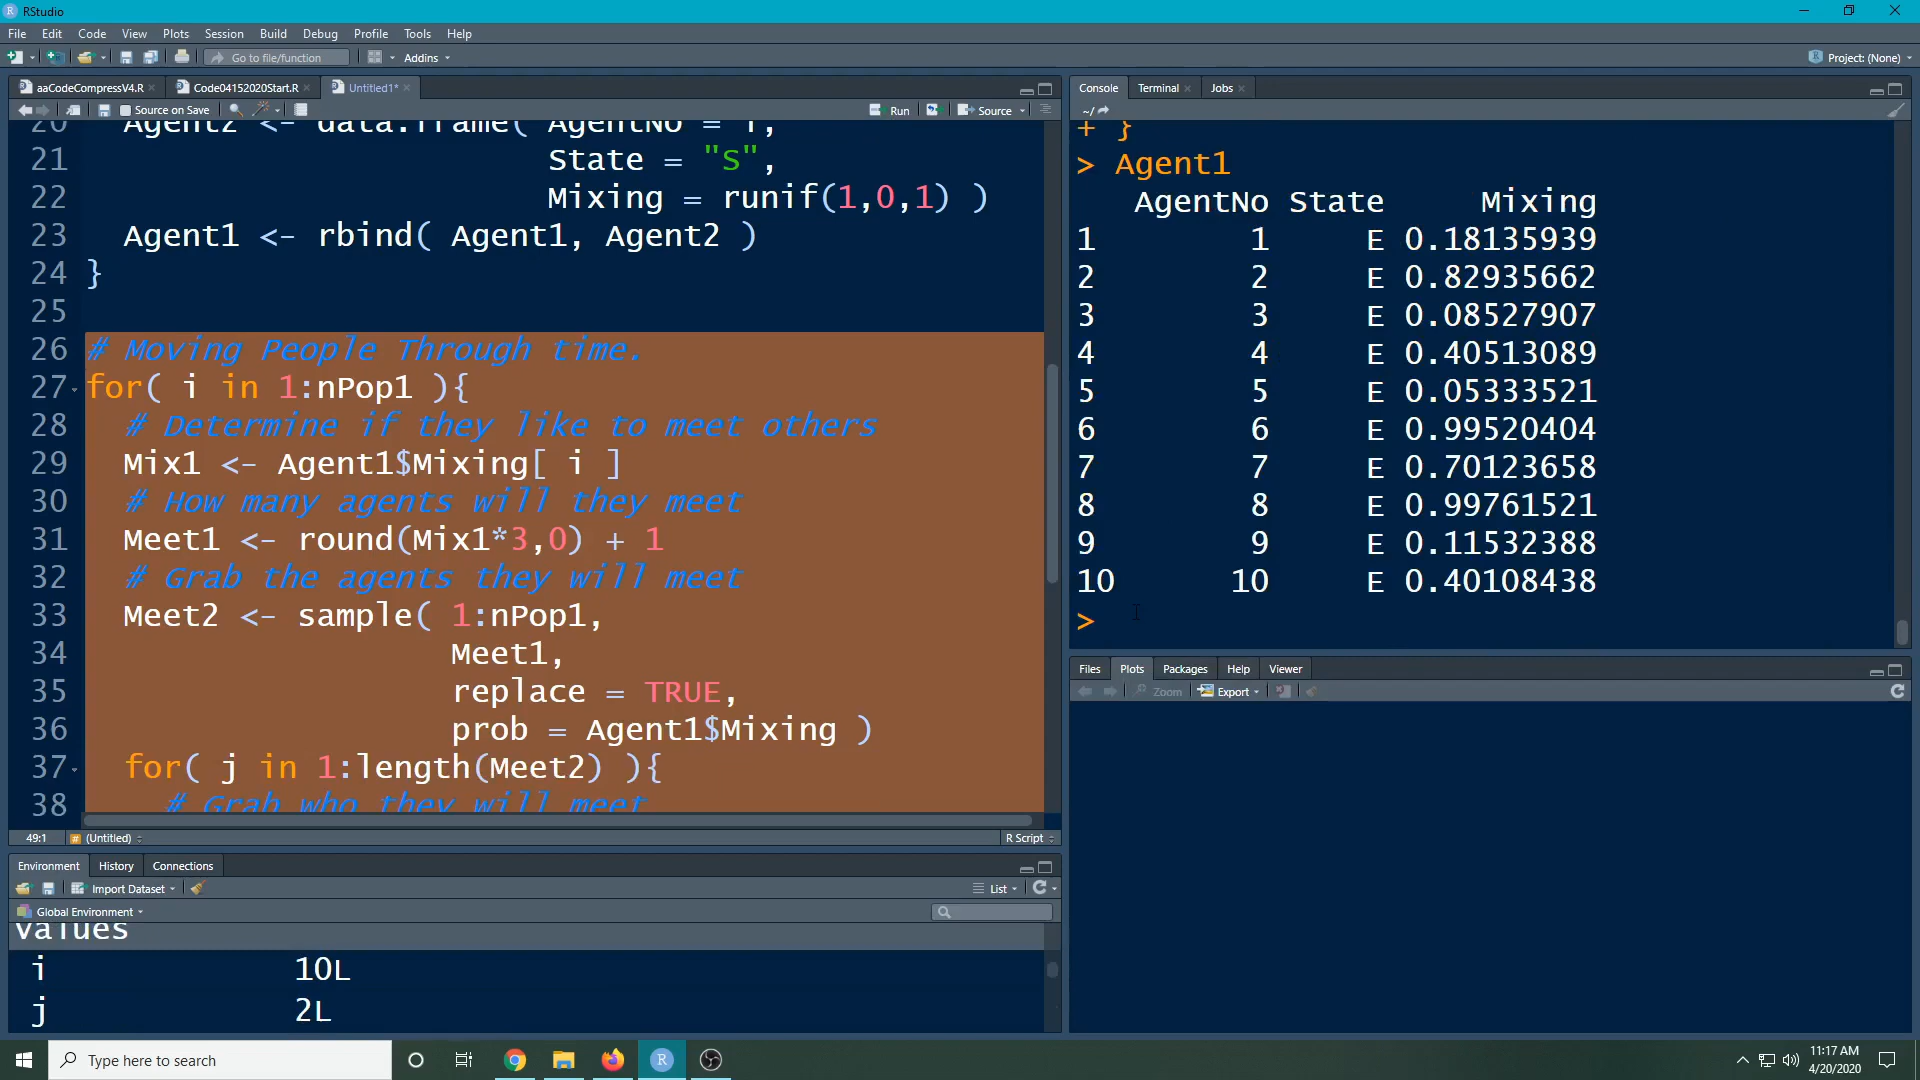 RStudio
File Edit Code View Plots Session Build Debug Profile Tools Help
Go to file/function Addins Project: (None)
aaCodeCompressV4.R Code04152020Start.R Untitled1*
Source on Save Run Source
20 Agent2 <- data.frame( AgentNo = i,
21 State = "S",
22 Mixing = runif(1,0,1) )
23 Agent1 <- rbind( Agent1, Agent2 )
24 }
25
26 # Moving People Through time.
27 for( i in 1:nPop1 ){
28 # Determine if they like to meet others
29 Mix1 <- Agent1$Mixing[ i ]
30 # How many agents will they meet
31 Meet1 <- round(Mix1*3,0) + 1
32 # Grab the agents they will meet
33 Meet2 <- sample( 1:nPop1,
34 Meet1,
35 replace = TRUE,
36 prob = Agent1$Mixing )
37 for( j in 1:length(Meet2) ){
38 # Grab who they will meet
49:1 (Untitled) R Script
Environment History Connections
Import Dataset List
Global Environment
Values
i 10L
j 2L
Console Terminal Jobs
~/
+ }
> Agent1
AgentNo State Mixing
1 1 E 0.18135939
2 2 E 0.82935662
3 3 E 0.08527907
4 4 E 0.40513089
5 5 E 0.05333521
6 6 E 0.99520404
7 7 E 0.70123658
8 8 E 0.99761521
9 9 E 0.11532388
10 10 E 0.40108438
>
Files Plots Packages Help Viewer
Zoom Export
Type here to search
11:17 AM
4/20/2020